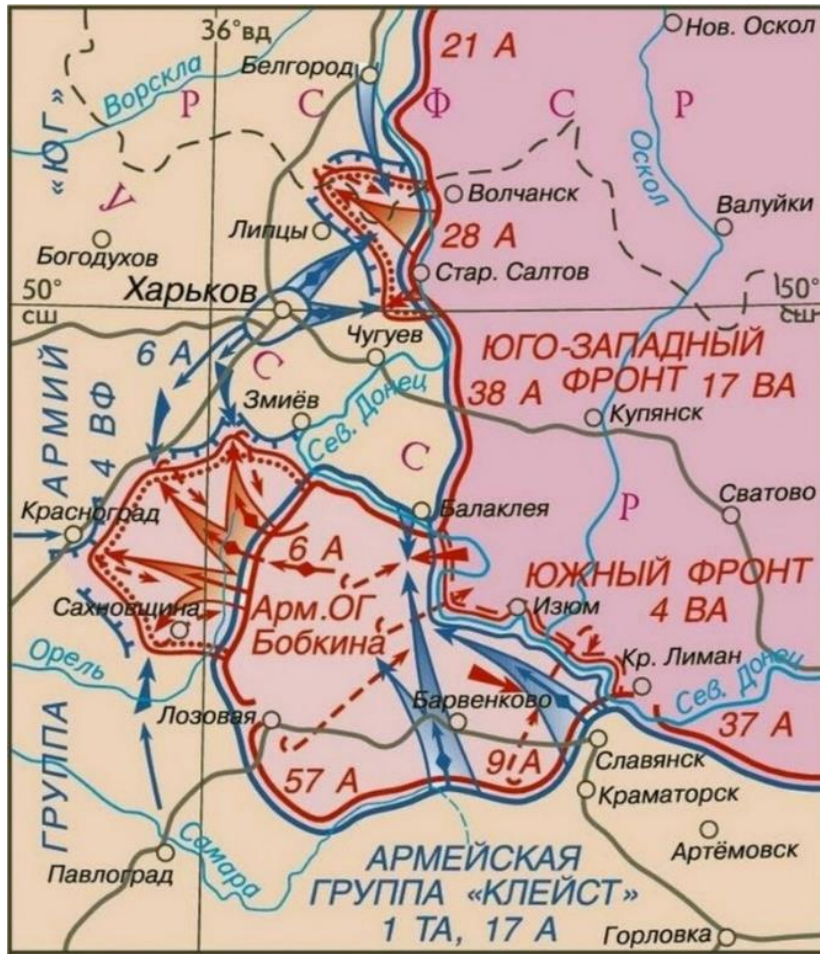 36°вд
Нов. Оскол
21 А
Белгород
Ворскла
Р С Ф С Р
«ЮГ»
Оскол
Волчанск
У
Валуйки
Липцы
28 А
Богодухов
Стар. Салтов
50°
сш
Харьков
50°
сш
Чугуев
6 А
ЮГО-ЗАПАДНЫЙ
ФРОНТ 17 ВА
С
38 А
Змиёв
Сев. Донец
Купянск
АРМИЙ
4 ВФ
С
Сватово
Красноград
Балаклея
Р
6 А
ЮЖНЫЙ ФРОНТ
4 ВА
Арм.ОГ
Бобкина
Изюм
Сахновщина
Кр. Лиман
Орель
Сев. Донец
Лозовая
Барвенково
37 А
ГРУППА
57 А
9 А
Славянск
Краматорск
Артёмовск
Самара
Павлоград
АРМЕЙСКАЯ
ГРУППА «КЛЕЙСТ»
1 ТА, 17 А
Горловка